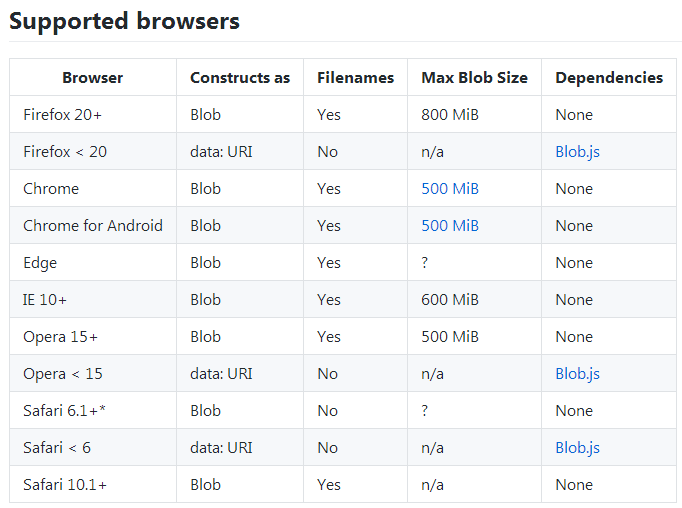 Supported browsers
Browser Constructs as Filenames Max Blob Size Dependencies
Firefox 20+ Blob Yes 800 MiB None
Firefox < 20 data: URI No n/a Blob.js
Chrome Blob Yes 500 MiB None
Chrome for Android Blob Yes 500 MiB None
Edge Blob Yes ? None
IE 10+ Blob Yes 600 MiB None
Opera 15+ Blob Yes 500 MiB None
Opera < 15 data: URI No n/a Blob.js
Safari 6.1+* Blob No ? None
Safari < 6 data: URI No n/a Blob.js
Safari 10.1+ Blob Yes n/a None